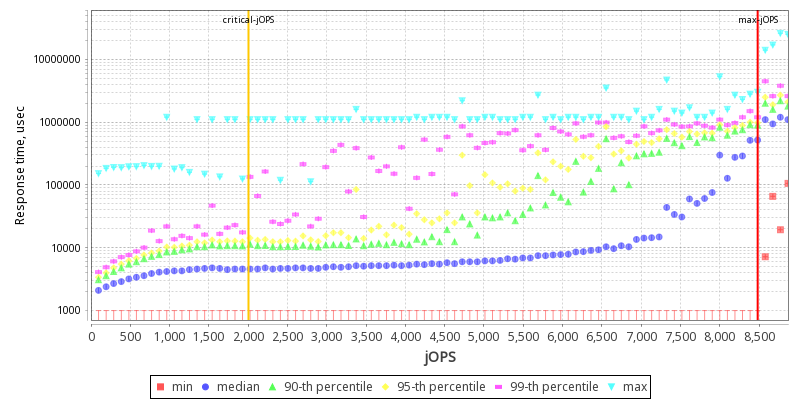 critical-jOPS max-jOPS
10000000
1000000
100000
10000
1000
Response time, usec
0 500 1,000 1,500 2,000 2,500 3,000 3,500 4,000 4,500 5,000 5,500 6,000 6,500 7,000 7,500 8,000 8,500
jOPS
min median 90-th percentile 95-th percentile 99-th percentile max